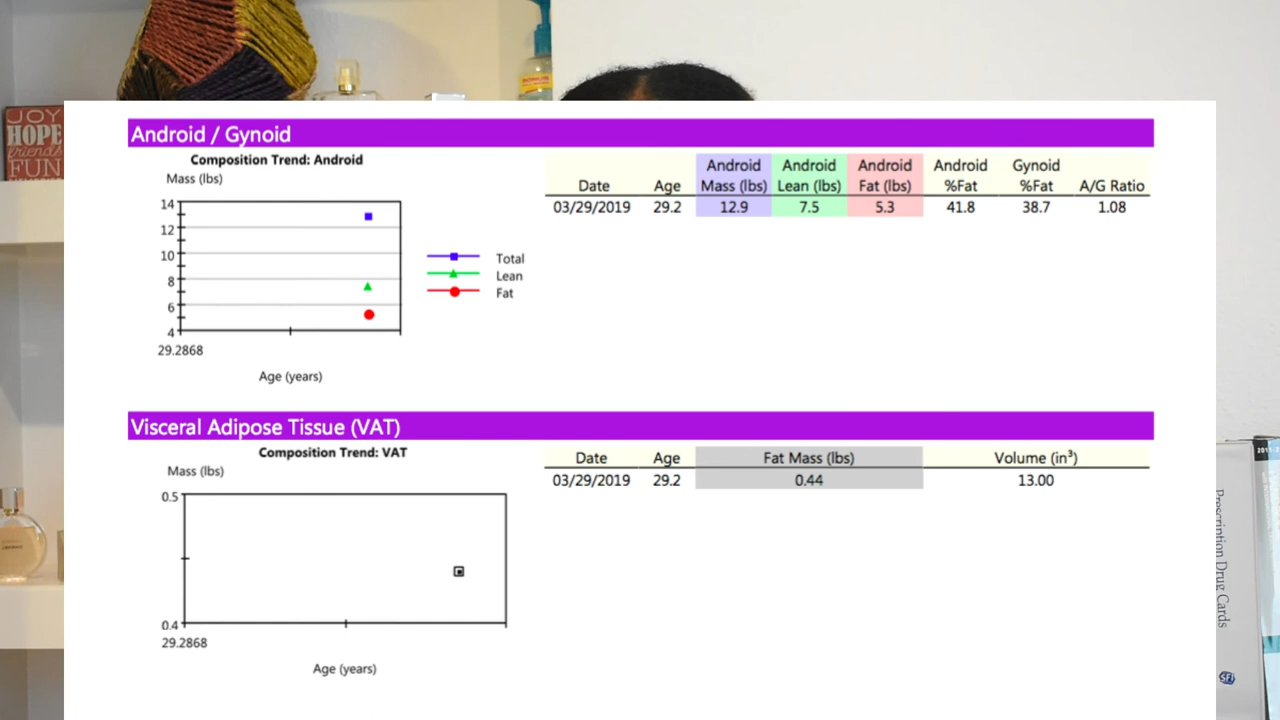 JOY
HOPE
friends
FUN
BONUS
Android / Gynoid
Composition Trend: Android
Mass (lbs)
14
12
10
8
6
4
29.2868
Age (years)
Total
Lean
Fat
Date Age Android Mass (lbs) Android Lean (lbs) Android Fat (lbs) Android %Fat Gynoid %Fat A/G Ratio
03/29/2019 29.2 12.9 7.5 5.3 41.8 38.7 1.08
Visceral Adipose Tissue (VAT)
Composition Trend: VAT
Mass (lbs)
0.5
0.4
29.2868
Age (years)
Date Age Fat Mass (lbs) Volume (in³)
03/29/2019 29.2 0.44 13.00
Prescription Drug Cards
SFI